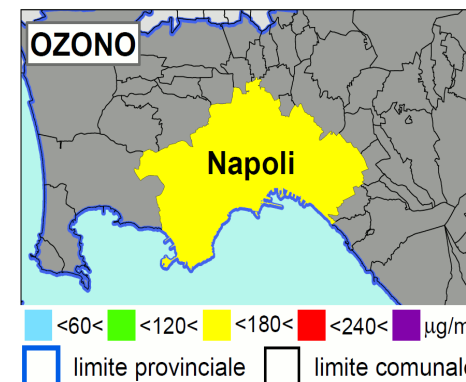 OZONO
Napoli
<60< <120< <180< <240< µg/m
limite provinciale limite comunale